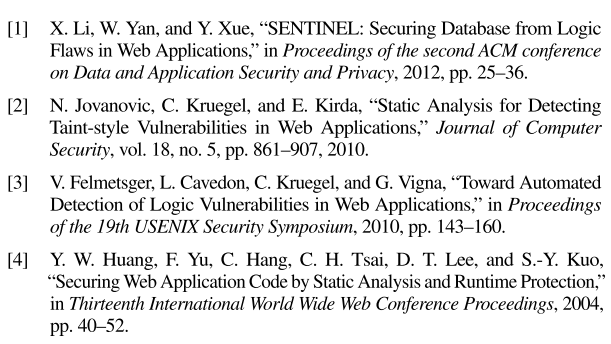 [1] X. Li, W. Yan, and Y. Xue, “SENTINEL: Securing Database from Logic
Flaws in Web Applications,” in Proceedings of the second ACM conference
on Data and Application Security and Privacy, 2012, pp. 25–36.
[2] N. Jovanovic, C. Kruegel, and E. Kirda, “Static Analysis for Detecting
Taint-style Vulnerabilities in Web Applications,” Journal of Computer
Security, vol. 18, no. 5, pp. 861–907, 2010.
[3] V. Felmetsger, L. Cavedon, C. Kruegel, and G. Vigna, “Toward Automated
Detection of Logic Vulnerabilities in Web Applications,” in Proceedings
of the 19th USENIX Security Symposium, 2010, pp. 143–160.
[4] Y. W. Huang, F. Yu, C. Hang, C. H. Tsai, D. T. Lee, and S.-Y. Kuo,
“Securing Web Application Code by Static Analysis and Runtime Protection,”
in Thirteenth International World Wide Web Conference Proceedings, 2004,
pp. 40–52.